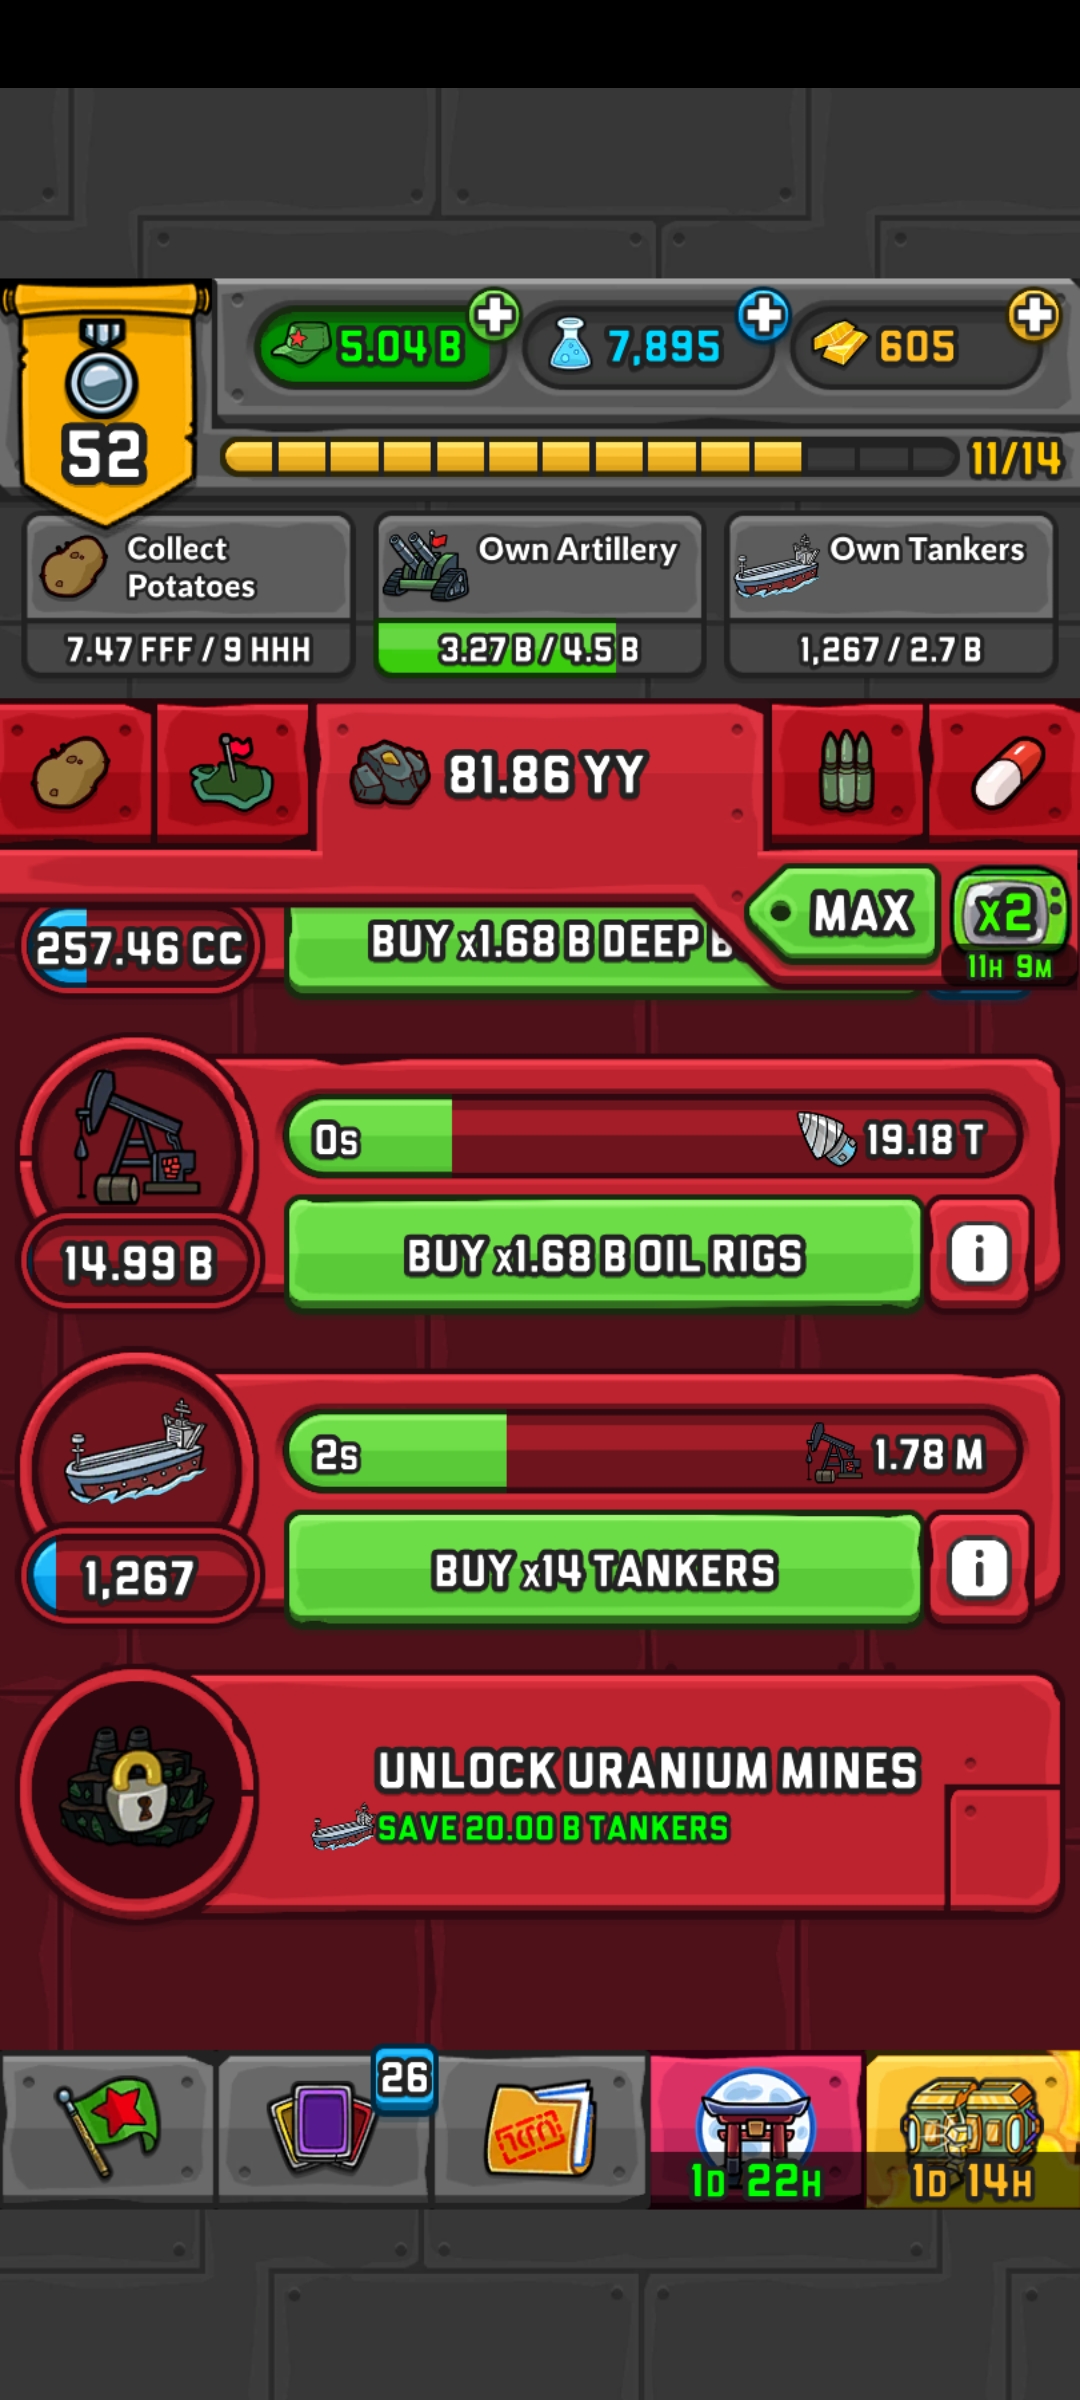 5.04 B
7,895
605
52
11/14
Collect
Potatoes
7.47 FFF / 9 HHH
Own Artillery
3.27 B / 4.5 B
Own Tankers
1,267 / 2.7 B
81.86 YY
MAX
x2
11H 9M
257.46 CC
BUY x1.68 B DEEP B
0s
19.18 T
14.99 B
BUY x1.68 B OIL RIGS
i
2s
1.78 M
1,267
BUY x14 TANKERS
i
UNLOCK URANIUM MINES
SAVE 20.00 B TANKERS
26
1D 22H
1D 14H